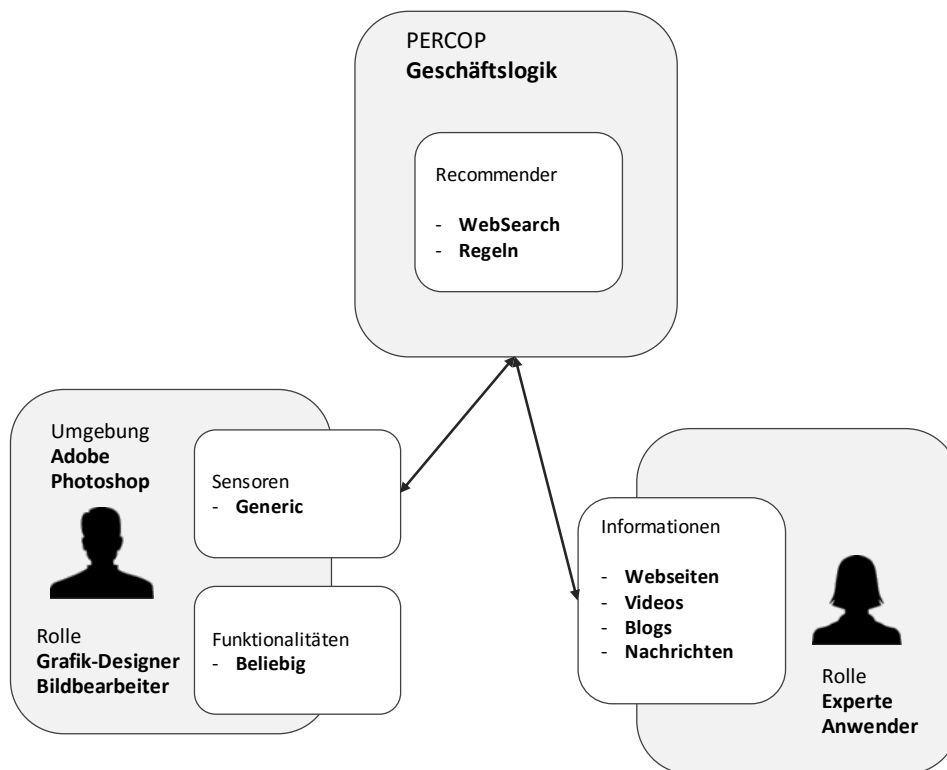 PERCOP
Geschäftslogik
Recommender
- WebSearch
- Regeln
Umgebung
Adobe
Photoshop
Sensoren
- Generic
Rolle
Grafik-Designer
Bildbearbeiter
Funktionalitäten
- Beliebig
Informationen
- Webseiten
- Videos
- Blogs
- Nachrichten
Rolle
Experte
Anwender